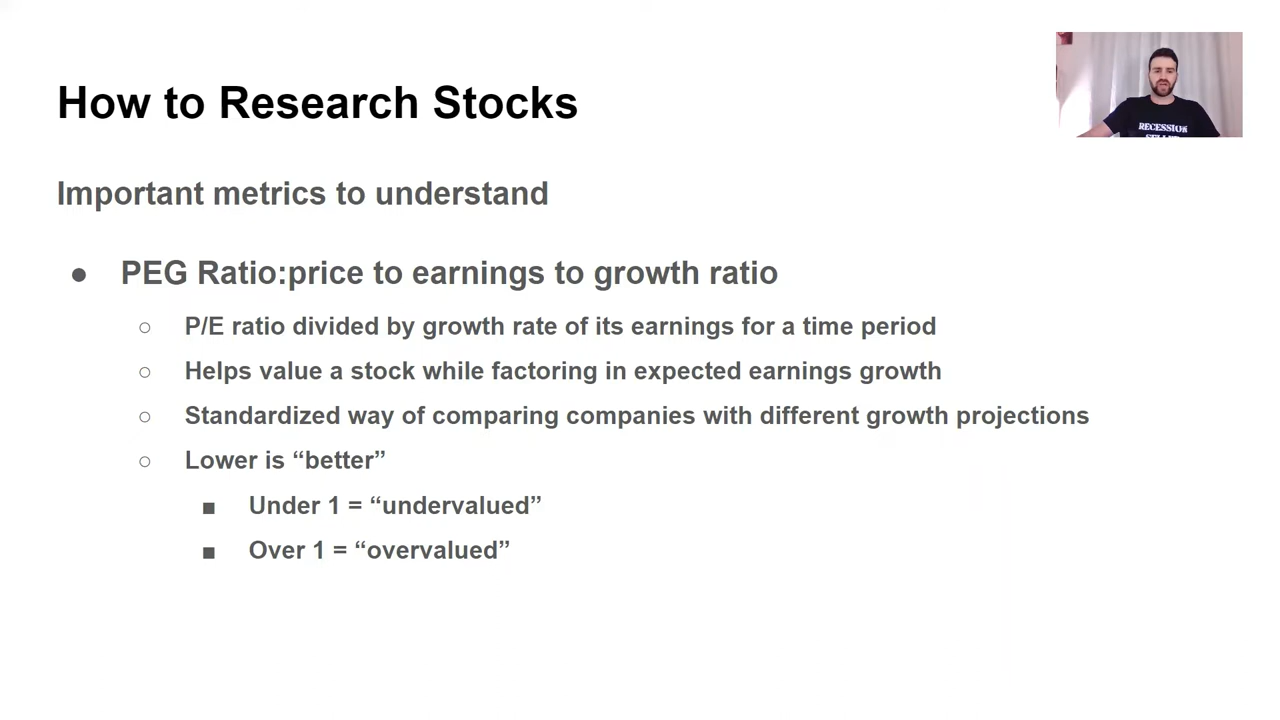 How to Research Stocks
RECESSION
Important metrics to understand
● PEG Ratio:price to earnings to growth ratio
○ P/E ratio divided by growth rate of its earnings for a time period
○ Helps value a stock while factoring in expected earnings growth
○ Standardized way of comparing companies with different growth projections
○ Lower is “better”
■ Under 1 = “undervalued”
■ Over 1 = “overvalued”